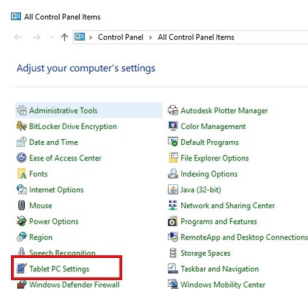 All Control Panel Items
Control Panel > All Control Panel Items
Adjust your computer's settings
Administrative Tools
BitLocker Drive Encryption
Date and Time
Ease of Access Center
Fonts
Internet Options
Mouse
Power Options
Region
Speech Recognition
Tablet PC Settings
Windows Defender Firewall
Autodesk Plotter Manager
Color Management
Default Programs
File Explorer Options
Indexing Options
Java (32-bit)
Network and Sharing Center
Programs and Features
RemoteApp and Desktop Connections
Storage Spaces
Taskbar and Navigation
Windows Mobility Center